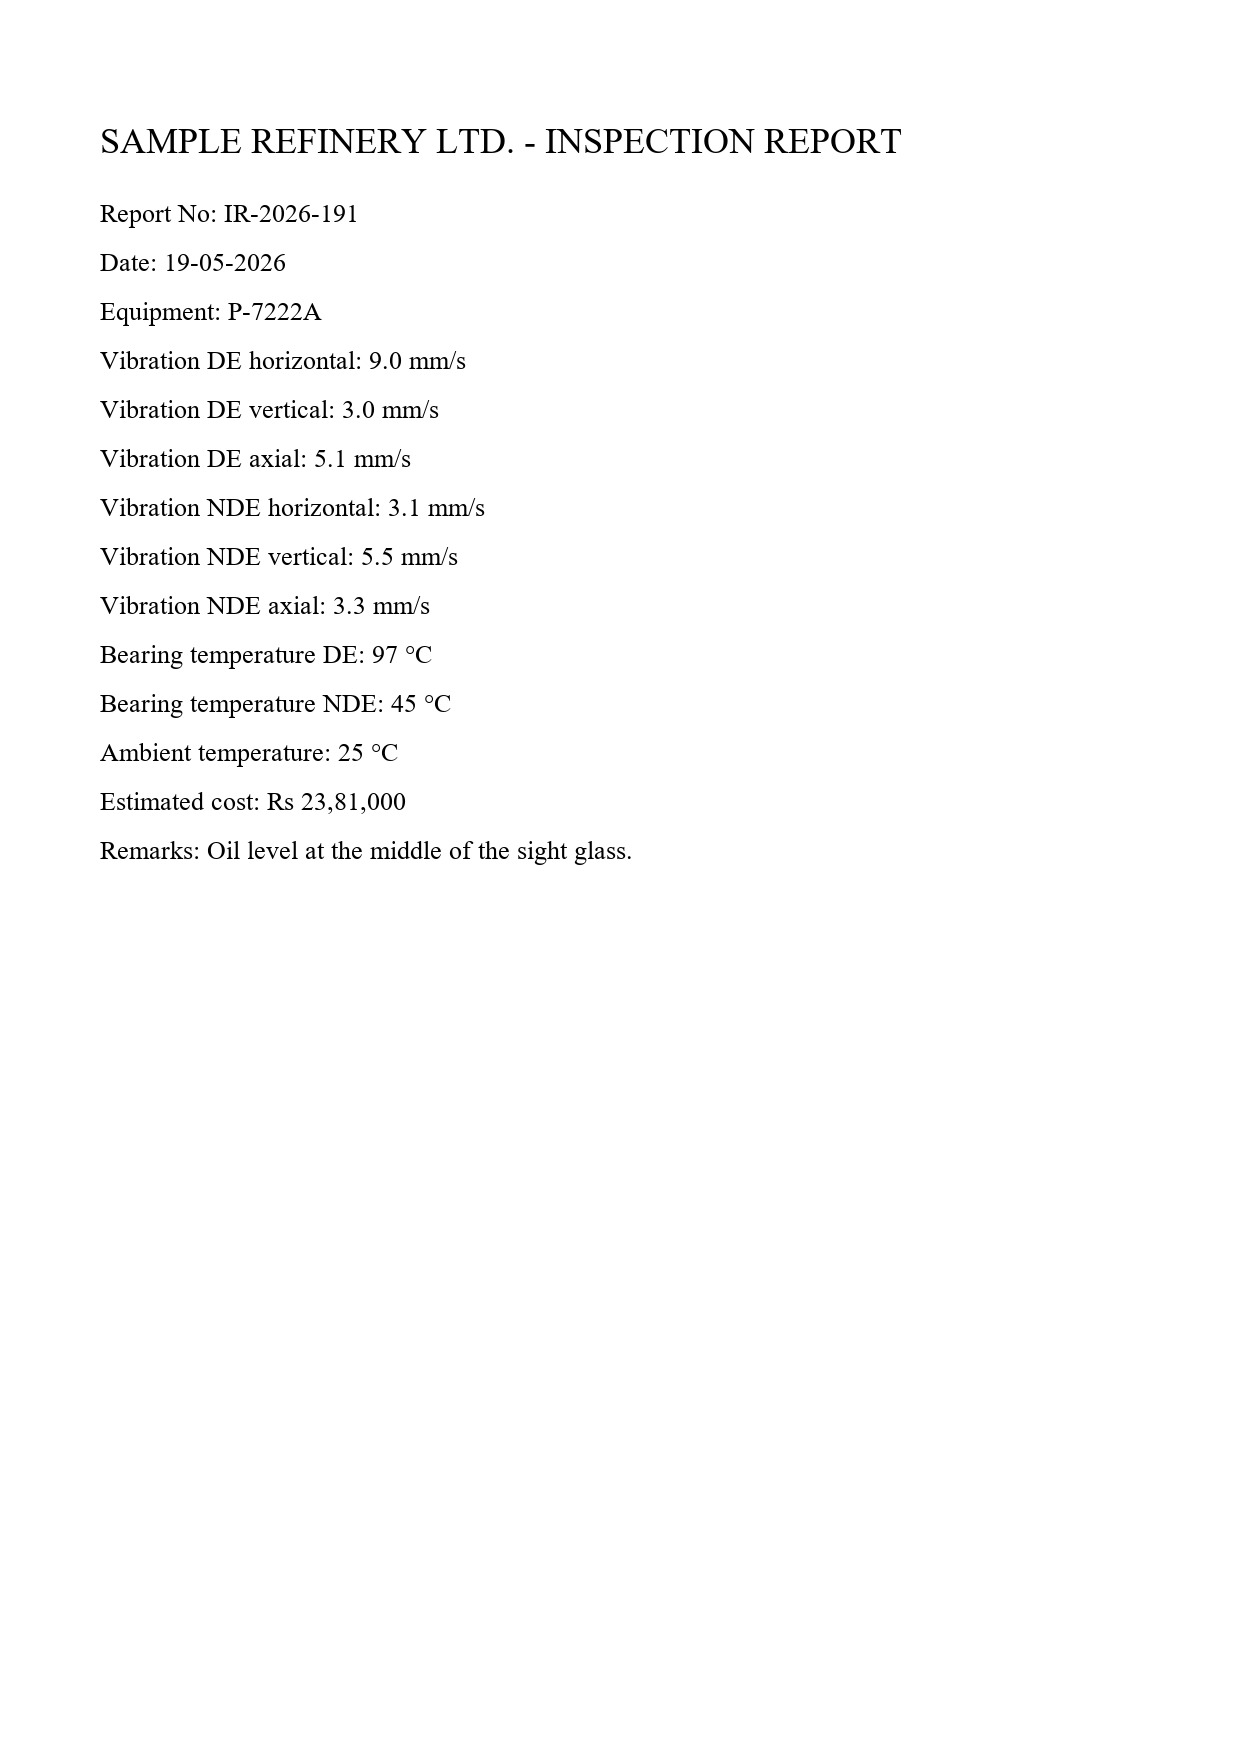 SAMPLE REFINERY LTD. - INSPECTION REPORT
Report No: IR-2026-191
Date: 19-05-2026
Equipment: P-7222A
Vibration DE horizontal: 9.0 mm/s
Vibration DE vertical: 3.0 mm/s
Vibration DE axial: 5.1 mm/s
Vibration NDE horizontal: 3.1 mm/s
Vibration NDE vertical: 5.5 mm/s
Vibration NDE axial: 3.3 mm/s
Bearing temperature DE: 97 °C
Bearing temperature NDE: 45 °C
Ambient temperature: 25 °C
Estimated cost: Rs 23,81,000
Remarks: Oil level at the middle of the sight glass.